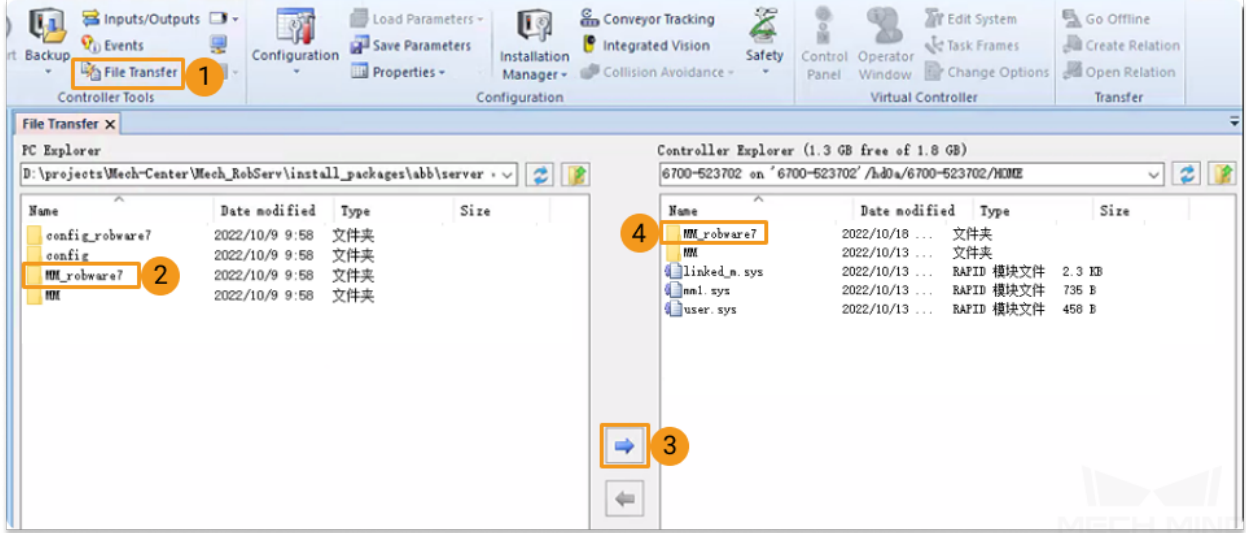 Inputs/Outputs
Load Parameters
Conveyor Tracking
Edit System
Go Offline
Backup
Events
Configuration
Save Parameters
Installation Manager
Integrated Vision
Safety
Control Panel
Operator Window
Task Frames
Create Relation
File Transfer
1
Properties
Collision Avoidance
Change Options
Open Relation
Controller Tools
Configuration
Virtual Controller
Transfer
File Transfer X
PC Explorer
D:\projects\Mech-Center\Mech_RobServ\install_packages\abb\server
Name Date modified Type Size
config_robware7 2022/10/9 9:58 文件夹
config 2022/10/9 9:58 文件夹
MM_robware7 2022/10/9 9:58 文件夹
2
MM 2022/10/9 9:58 文件夹
3
Controller Explorer (1.3 GB free of 1.8 GB)
6700-523702 on '6700-523702'/hd0a/6700-523702/HOME
Name Date modified Type Size
4
MM_robware7 2022/10/18 ... 文件夹
MM 2022/10/13 ... 文件夹
linked_m.sys 2022/10/13 ... RAPID 模块文件 2.3 KB
mm1.sys 2022/10/13 ... RAPID 模块文件 735 B
user.sys 2022/10/13 ... RAPID 模块文件 458 B
MECH MIND